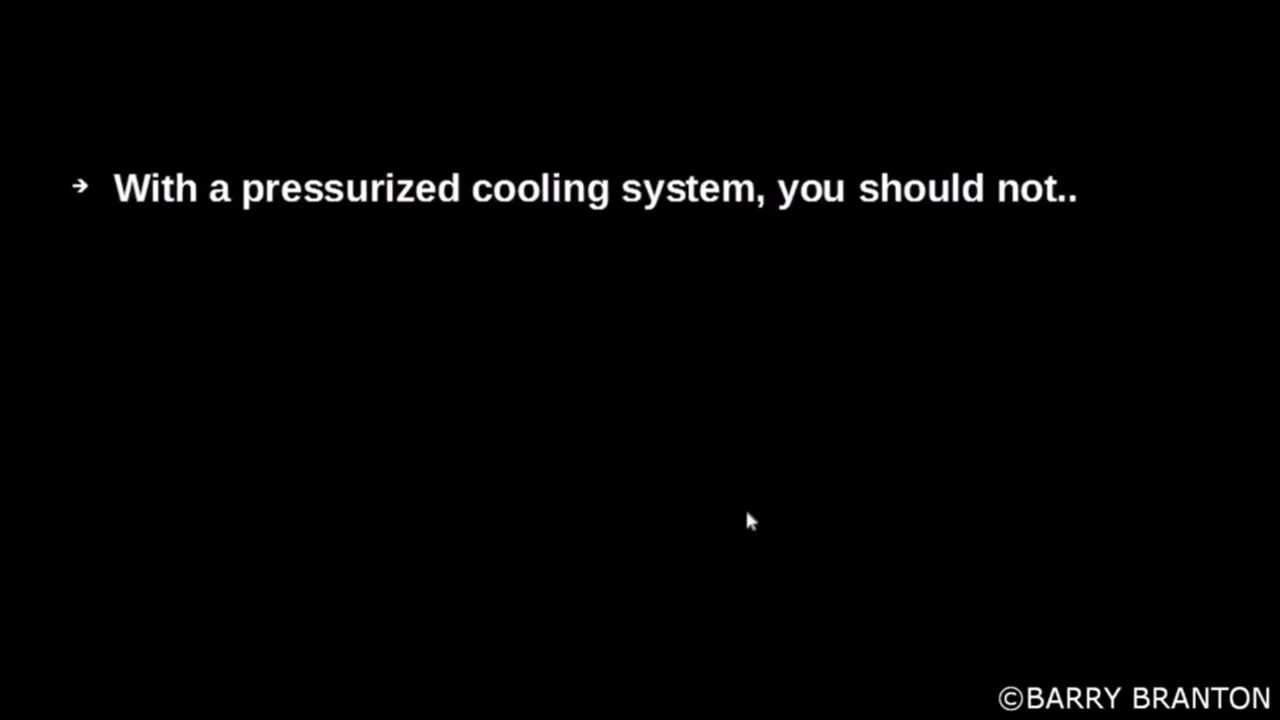 ➔ With a pressurized cooling system, you should not..
©BARRY BRANTON